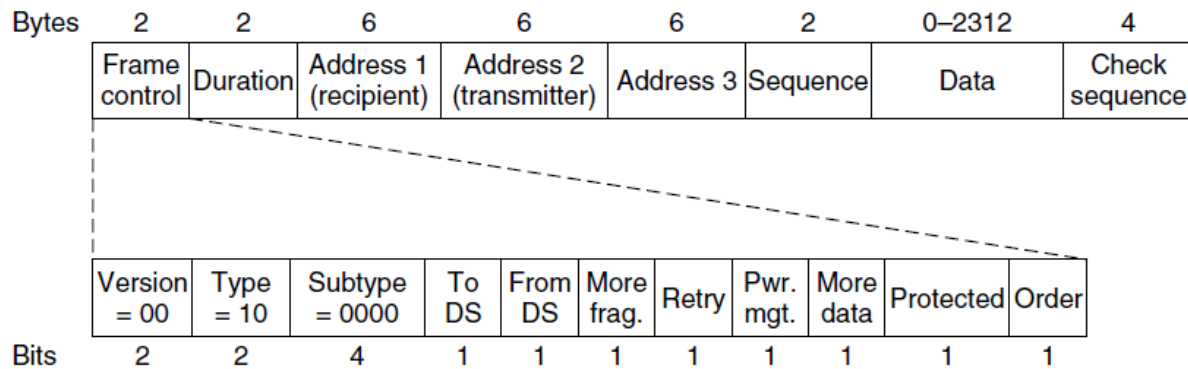 Bytes 2 2 6 6 6 2 0–2312 4
Frame control Duration Address 1 (recipient) Address 2 (transmitter) Address 3 Sequence Data Check sequence
Version = 00 Type = 10 Subtype = 0000 To DS From DS More frag. Retry Pwr. mgt. More data Protected Order
Bits 2 2 4 1 1 1 1 1 1 1 1